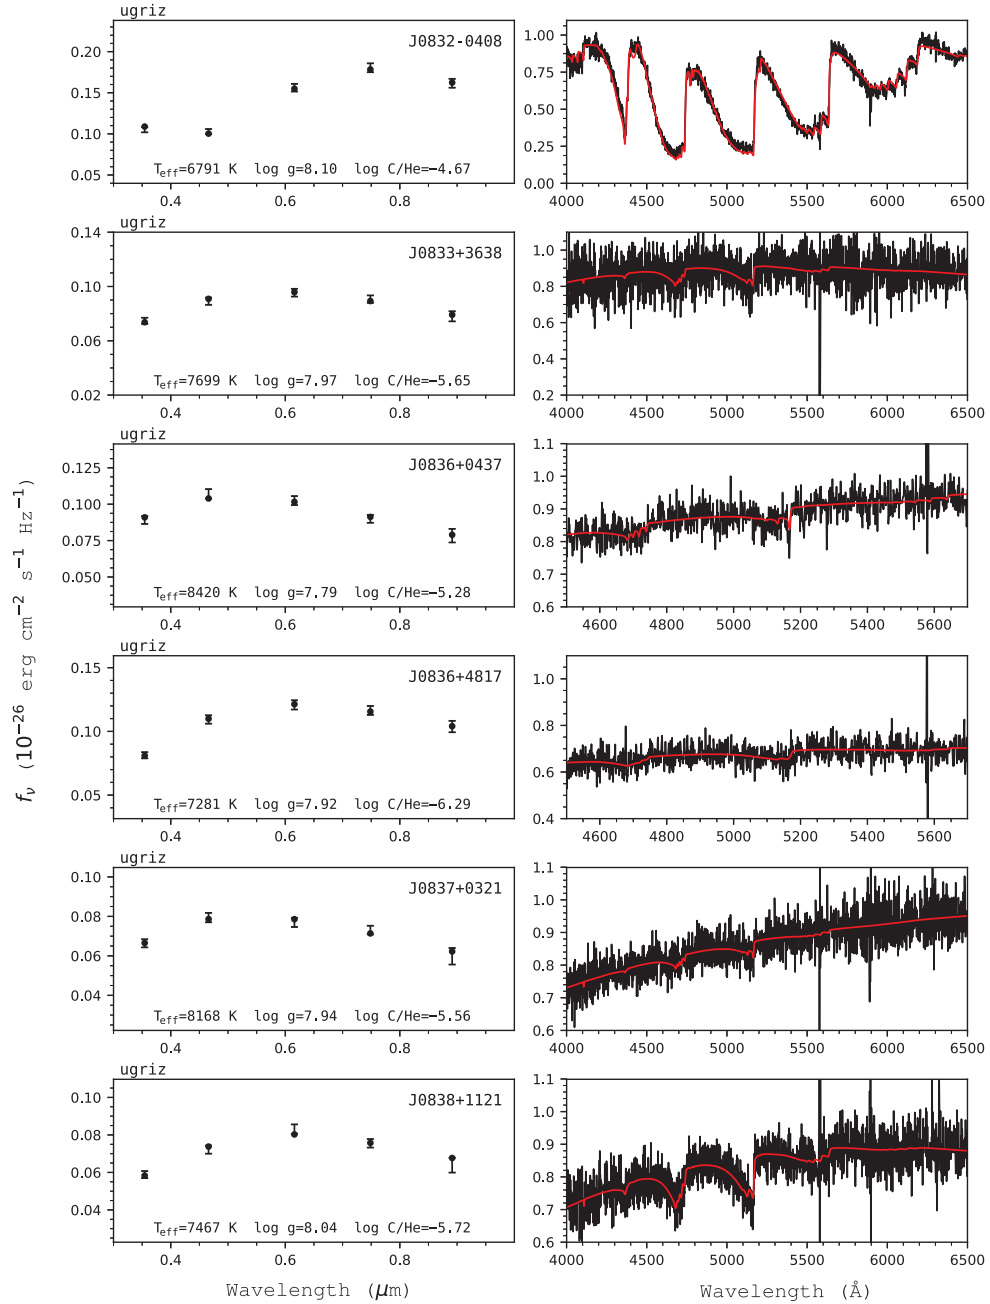 ugriz
J0832-0408
0.20
0.15
0.10
0.05
T_eff=6791 K log g=8.10 log C/He=−4.67
0.4 0.6 0.8
1.00
0.75
0.50
0.25
0.00
4000 4500 5000 5500 6000 6500
ugriz
J0833+3638
0.14
0.10
0.06
0.02
T_eff=7699 K log g=7.97 log C/He=−5.65
0.4 0.6 0.8
1.0
0.8
0.6
0.4
0.2
4000 4500 5000 5500 6000 6500
ugriz
J0836+0437
0.125
0.100
0.075
0.050
T_eff=8420 K log g=7.79 log C/He=−5.28
0.4 0.6 0.8
1.1
1.0
0.9
0.8
0.7
0.6
4600 4800 5000 5200 5400 5600
ugriz
J0836+4817
0.15
0.10
0.05
T_eff=7281 K log g=7.92 log C/He=−6.29
0.4 0.6 0.8
1.0
0.8
0.6
0.4
4600 4800 5000 5200 5400 5600
ugriz
J0837+0321
0.10
0.08
0.06
0.04
T_eff=8168 K log g=7.94 log C/He=−5.56
0.4 0.6 0.8
1.1
1.0
0.9
0.8
0.7
0.6
4000 4500 5000 5500 6000 6500
ugriz
J0838+1121
0.10
0.08
0.06
0.04
T_eff=7467 K log g=8.04 log C/He=−5.72
0.4 0.6 0.8
1.1
1.0
0.9
0.8
0.7
0.6
4000 4500 5000 5500 6000 6500
f_ν (10⁻²⁶ erg cm⁻² s⁻¹ Hz⁻¹)
Wavelength (μm)
Wavelength (Å)